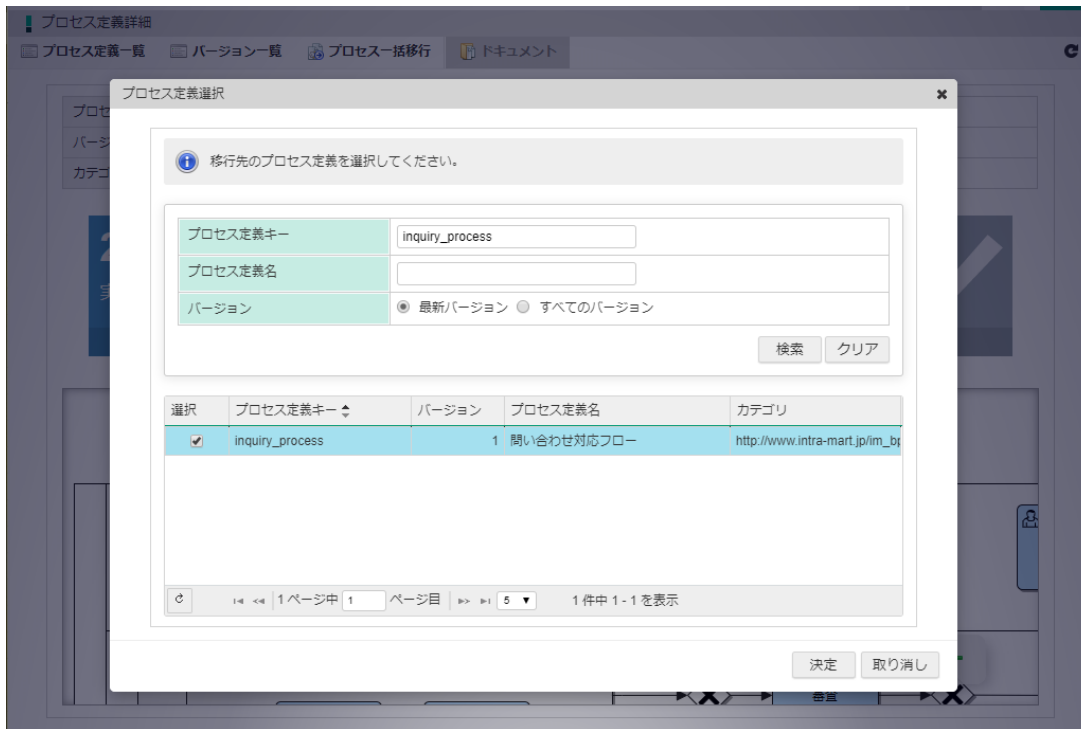 プロセス定義詳細
プロセス定義一覧 バージョン一覧 プロセス一括移行 ドキュメント
プロセス定義選択
プロセ
バージ
カテゴ
移行先のプロセス定義を選択してください。
プロセス定義キー inquiry_process
プロセス定義名
バージョン 最新バージョン すべてのバージョン
検索 クリア
選択 プロセス定義キー バージョン プロセス定義名 カテゴリ
inquiry_process 1 問い合わせ対応フロー http://www.intra-mart.jp/im_bp
1 ページ中 1 ページ目 5 1 件中 1 - 1 を表示
決定 取り消し